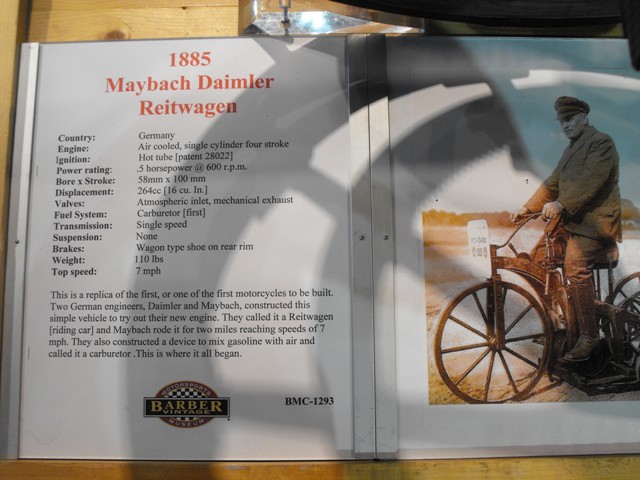 1885
Maybach Daimler
Reitwagen
Country: Germany
Engine: Air cooled, single cylinder four stroke
Ignition: Hot tube [patent 28022]
Power rating: .5 horsepower @ 600 r.p.m.
Bore x Stroke: 58mm x 100 mm
Displacement: 264cc [16 cu. In.]
Valves: Atmospheric inlet, mechanical exhaust
Fuel System: Carburetor [first]
Transmission: Single speed
Suspension: None
Brakes: Wagon type shoe on rear rim
Weight: 110 lbs
Top speed: 7 mph
This is a replica of the first, or one of the first motorcycles to be built.
Two German engineers, Daimler and Maybach, constructed this
simple vehicle to try out their new engine. They called it a Reitwagen
[riding car] and Maybach rode it for two miles reaching speeds of 7
mph. They also constructed a device to mix gasoline with air and
called it a carburetor .This is where it all began.
BARBER
VINTAGE
MOTORSPORTS
MUSEUM
BMC-1293